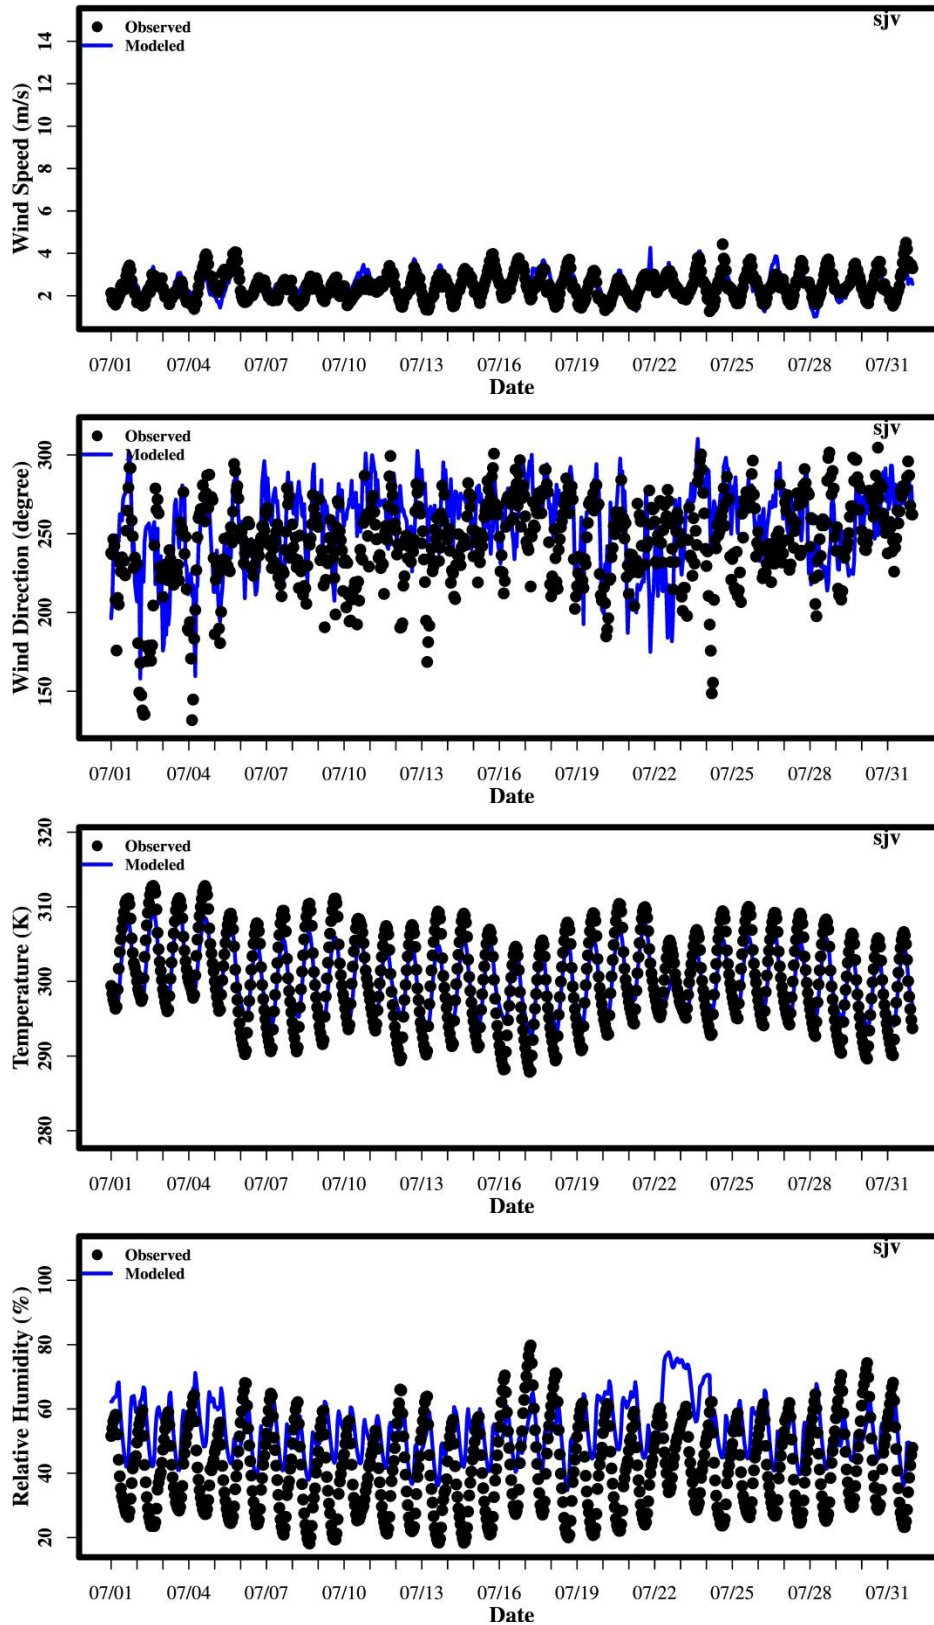 sjv
Observed
Modeled
Wind Speed (m/s)
2 4 6 8 10 12 14
07/01 07/04 07/07 07/10 07/13 07/16 07/19 07/22 07/25 07/28 07/31
Date
sjv
Observed
Modeled
Wind Direction (degree)
150 200 250 300
07/01 07/04 07/07 07/10 07/13 07/16 07/19 07/22 07/25 07/28 07/31
Date
sjv
Observed
Modeled
Temperature (K)
280 290 300 310 320
07/01 07/04 07/07 07/10 07/13 07/16 07/19 07/22 07/25 07/28 07/31
Date
sjv
Observed
Modeled
Relative Humidity (%)
20 40 60 80 100
07/01 07/04 07/07 07/10 07/13 07/16 07/19 07/22 07/25 07/28 07/31
Date